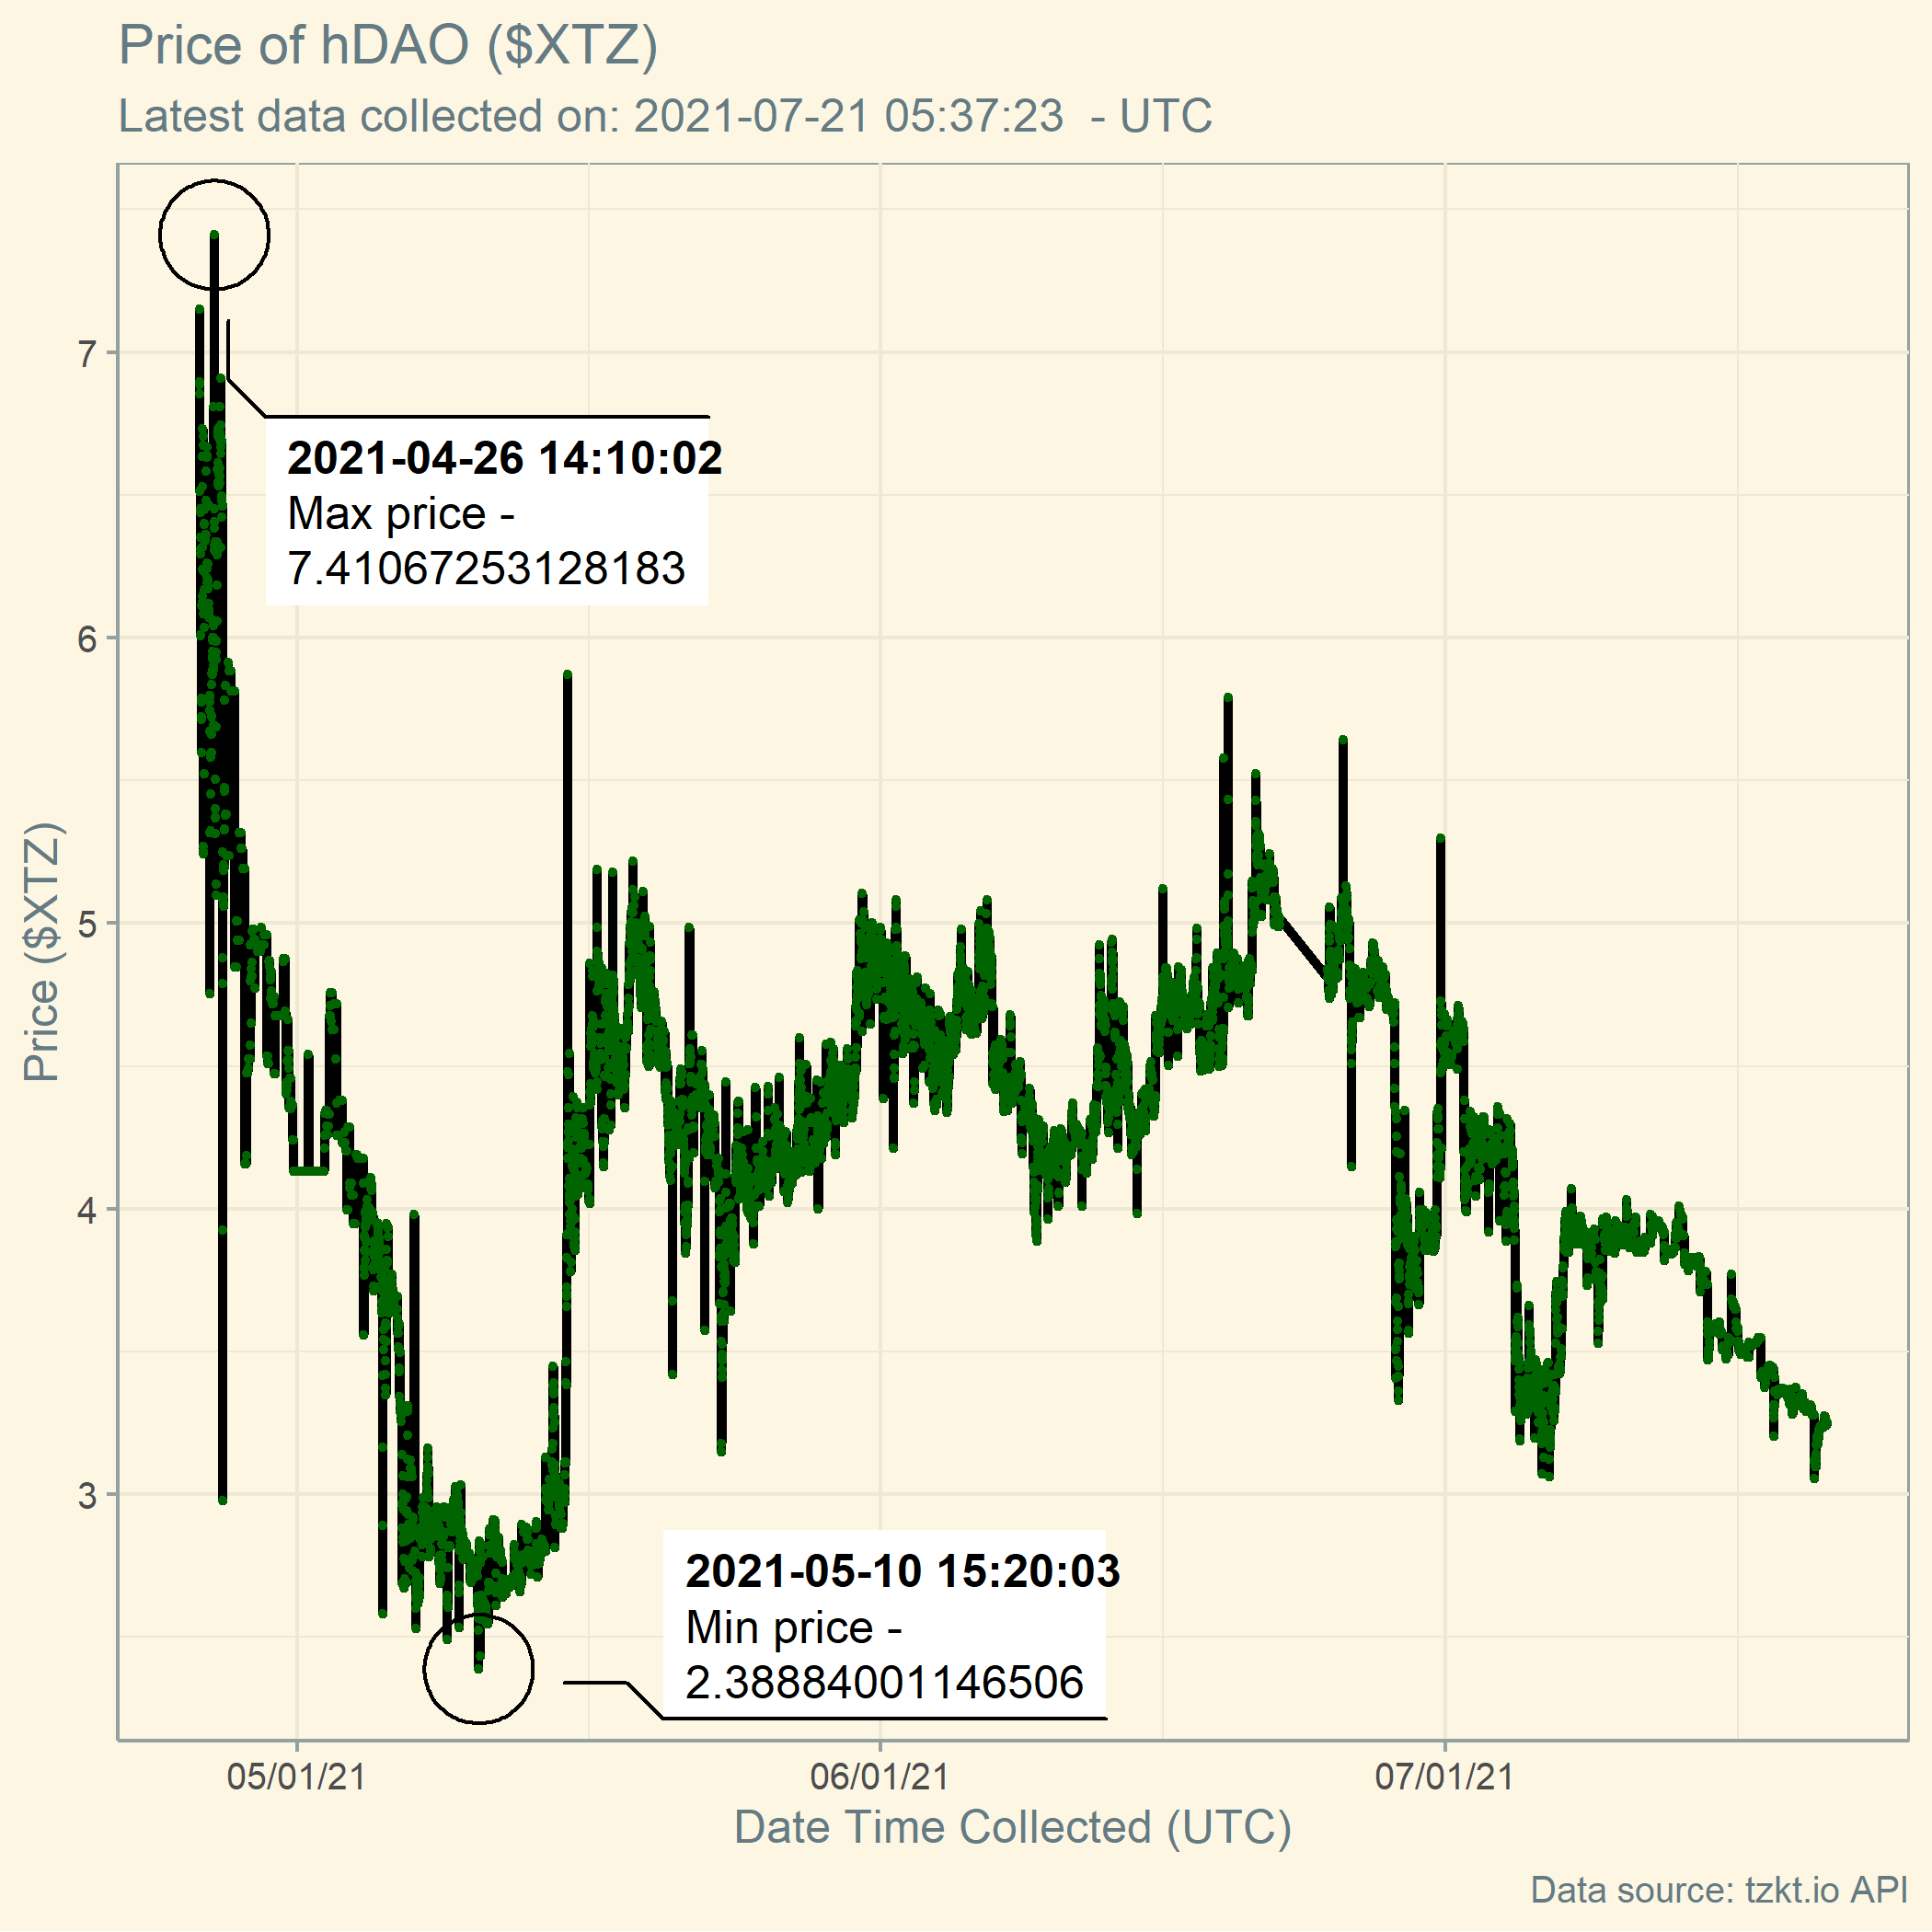 Price of hDAO ($XTZ)
Latest data collected on: 2021-07-21 05:37:23  - UTC
7
6
5
4
3
Price ($XTZ)
2021-04-26 14:10:02
Max price -
7.41067253128183
2021-05-10 15:20:03
Min price -
2.38884001146506
05/01/21
06/01/21
07/01/21
Date Time Collected (UTC)
Data source: tzkt.io API